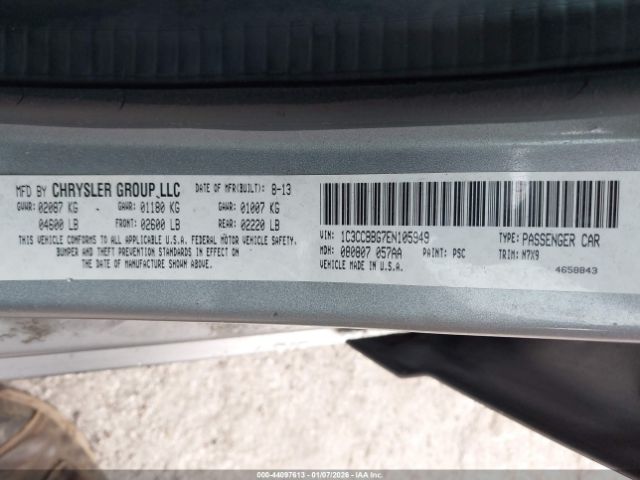 MFD BY CHRYSLER GROUP LLC DATE OF MFR(BUILT): 8-13
GVWR: 02087 KG GAWR: 01180 KG GAWR: 01007 KG
04600 LB FRONT: 02600 LB REAR: 02220 LB
THIS VEHICLE CONFORMS TO ALL APPLICABLE U.S.A.
FEDERAL MOTOR VEHICLE SAFETY,
BUMPER AND THEFT PREVENTION STANDARDS IN EFFECT ON
THE DATE OF MANUFACTURE SHOWN ABOVE.
VIN: 1C3CCBBG7EN105949 TYPE: PASSENGER CAR
MDH: 080807 057AA PAINT: PSC TRIM: M7X9
VEHICLE MADE IN U.S.A. 4658843
000-44097613 | 01/07/2026 | © IAA, LLC